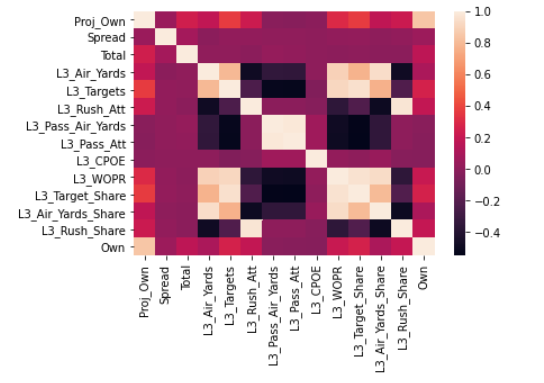 Proj_Own
Spread
Total
L3_Air_Yards
L3_Targets
L3_Rush_Att
L3_Pass_Air_Yards
L3_Pass_Att
L3_CPOE
L3_WOPR
L3_Target_Share
L3_Air_Yards_Share
L3_Rush_Share
Own
Proj_Own
Spread
Total
L3_Air_Yards
L3_Targets
L3_Rush_Att
L3_Pass_Air_Yards
L3_Pass_Att
L3_CPOE
L3_WOPR
L3_Target_Share
L3_Air_Yards_Share
L3_Rush_Share
Own
1.0
0.8
0.6
0.4
0.2
0.0
−0.2
−0.4